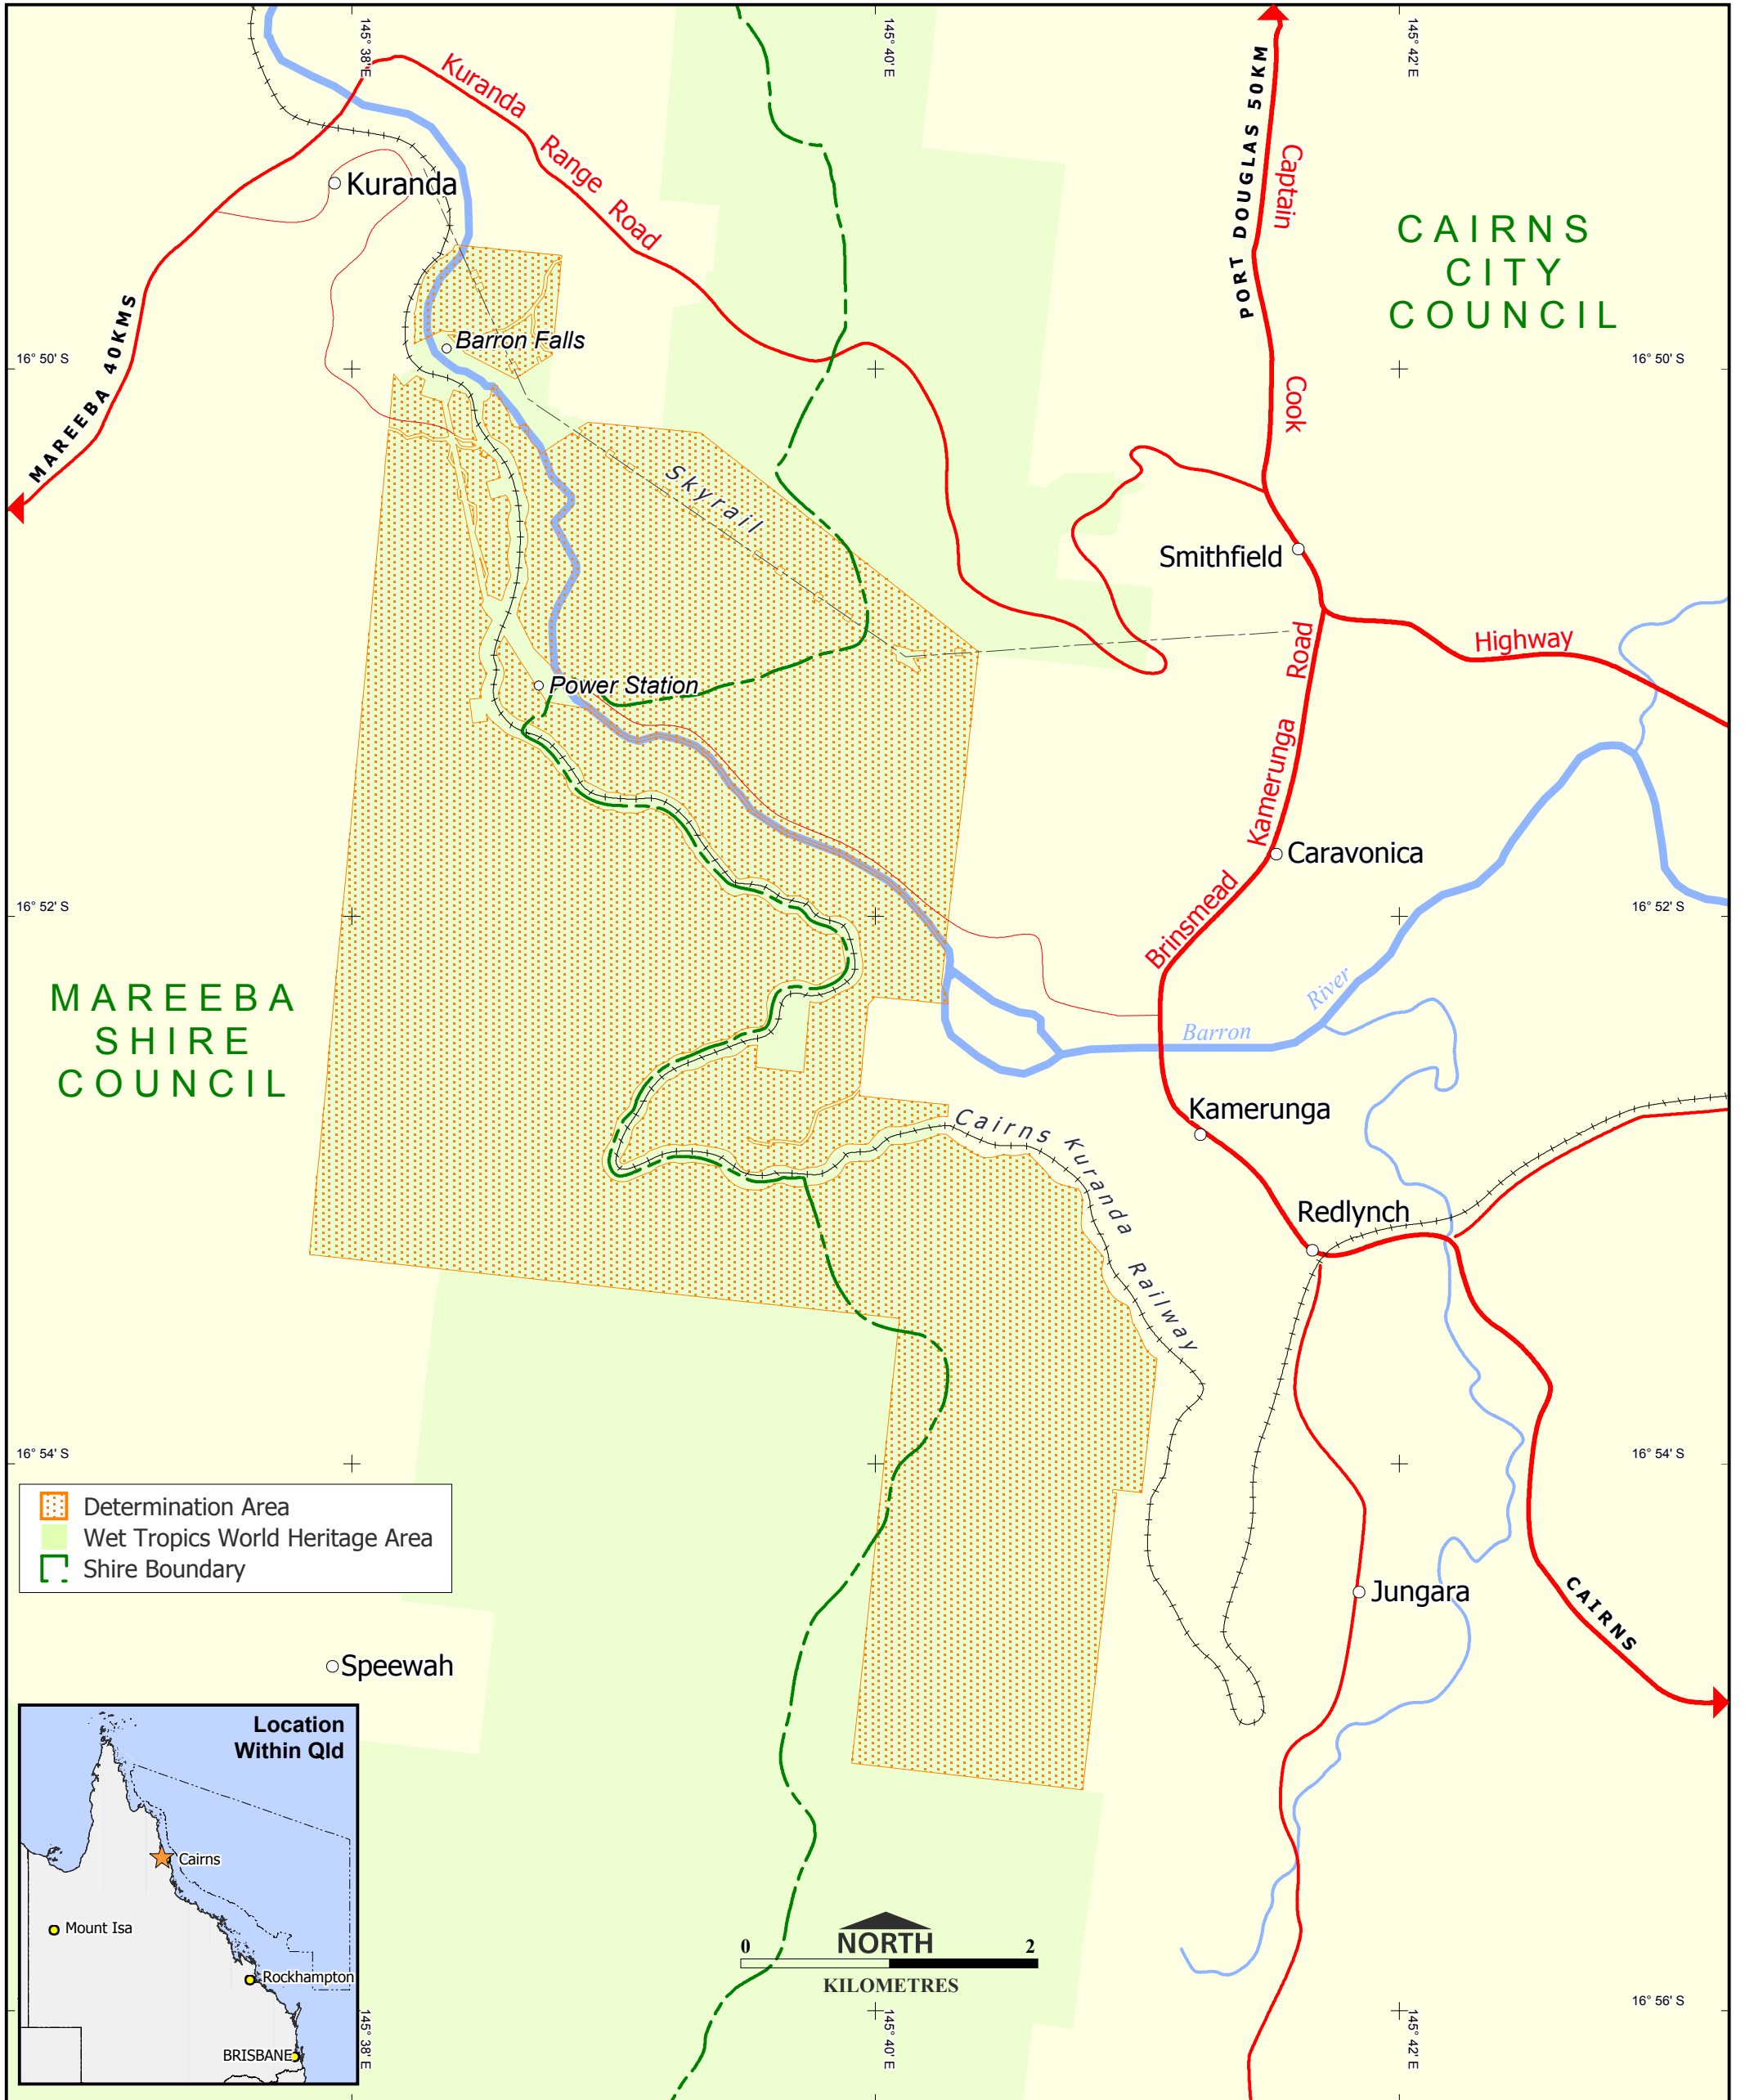 145° 38' E
145° 40' E
145° 42' E
Kuranda
Range
Road
PORT DOUGLAS 50KM
Captain
Cook
Highway
CAIRNS
CITY
COUNCIL
Kuranda
MAREEBA 40KMS
Barron Falls
16° 50' S
16° 50' S
Skyrail
Smithfield
Road
Kamerunga
Brinsmead
Power Station
Caravonica
16° 52' S
16° 52' S
MAREEBA
SHIRE
COUNCIL
River
Barron
Kamerunga
Cairns
Kuranda
Railway
Redlynch
16° 54' S
16° 54' S
Determination Area
Wet Tropics World Heritage Area
Shire Boundary
Jungara
CAIRNS
Speewah
Location
Within Qld
Cairns
Mount Isa
Rockhampton
BRISBANE
0
NORTH
2
KILOMETRES
16° 56' S
145° 38' E
145° 40' E
145° 42' E